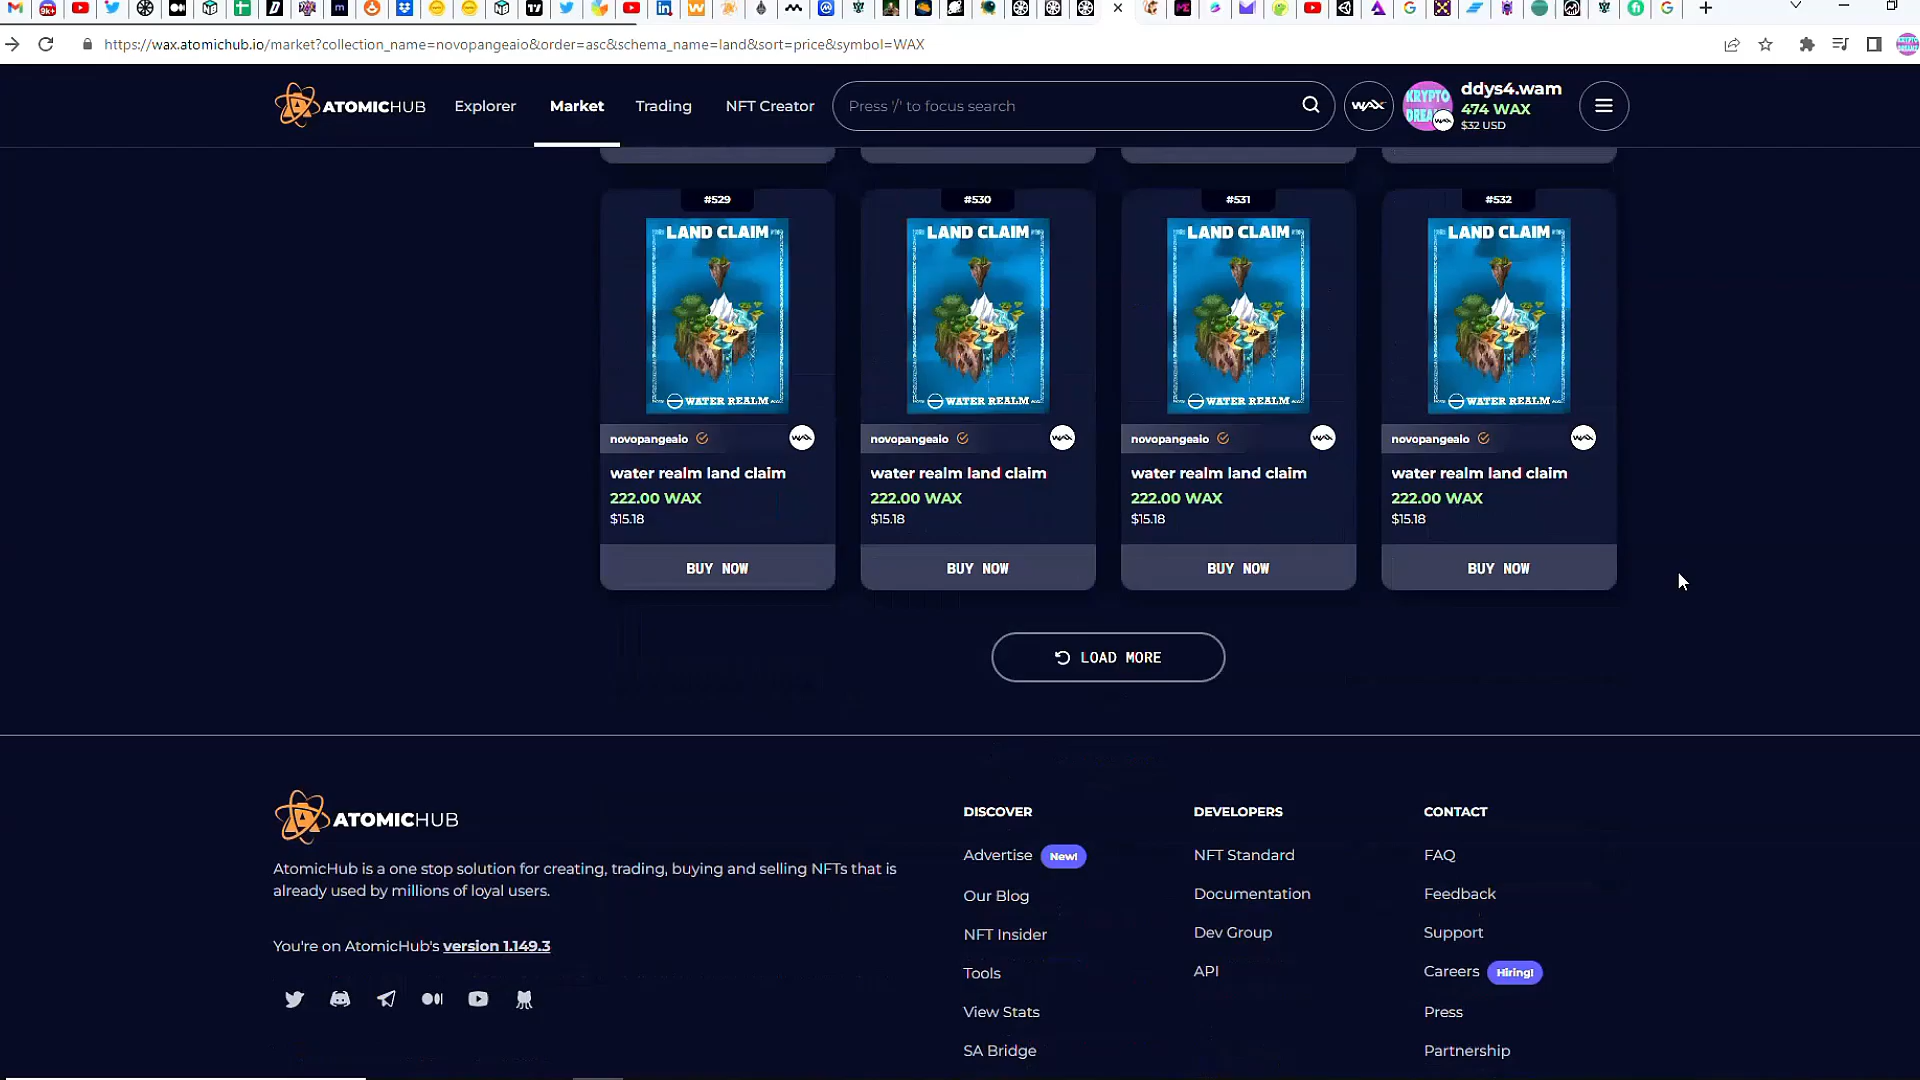 https://wax.atomichub.io/market?collection_name=novopangeaio&order=asc&schema_name=land&sort=price&symbol=WAX
ATOMICHUB
Explorer
Market
Trading
NFT Creator
Press '/' to focus search
WAX
KRYPTO
DREAMZ
ddys4.wam
474 WAX
$32 USD
#529
#530
#531
#532
LAND CLAIM
LAND CLAIM
LAND CLAIM
LAND CLAIM
WATER REALM
WATER REALM
WATER REALM
WATER REALM
novopangeaio
novopangeaio
novopangeaio
novopangeaio
water realm land claim
water realm land claim
water realm land claim
water realm land claim
222.00 WAX
222.00 WAX
222.00 WAX
222.00 WAX
$15.18
$15.18
$15.18
$15.18
BUY NOW
BUY NOW
BUY NOW
BUY NOW
LOAD MORE
ATOMICHUB
AtomicHub is a one stop solution for creating, trading, buying and selling NFTs that is
already used by millions of loyal users.
You're on AtomicHub's version 1.149.3
DISCOVER
Advertise New!
Our Blog
NFT Insider
Tools
View Stats
SA Bridge
DEVELOPERS
NFT Standard
Documentation
Dev Group
API
CONTACT
FAQ
Feedback
Support
Careers Hiring!
Press
Partnership